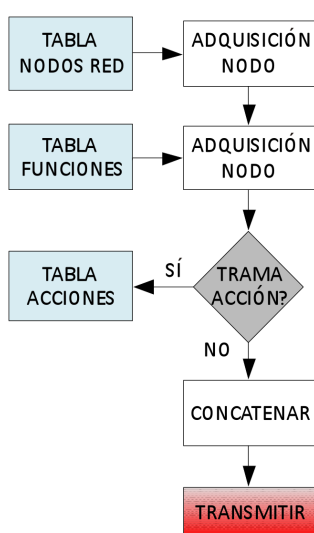 TABLA
NODOS RED
ADQUISICIÓN
NODO
TABLA
FUNCIONES
ADQUISICIÓN
NODO
TABLA
ACCIONES
SÍ
TRAMA
ACCIÓN?
NO
CONCATENAR
TRANSMITIR